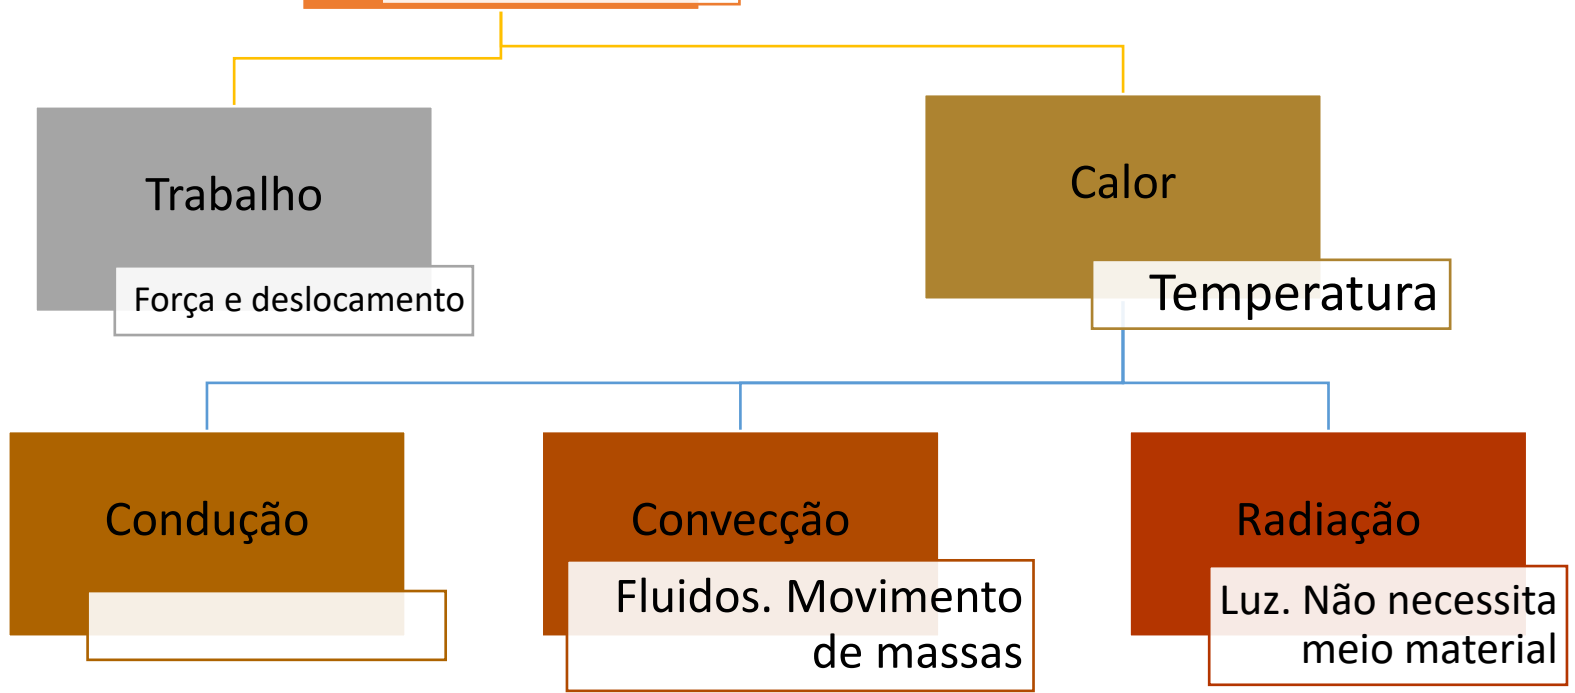 Trabalho
Força e deslocamento
Calor
Temperatura
Condução
Convecção
Fluidos. Movimento
de massas
Radiação
Luz. Não necessita
meio material